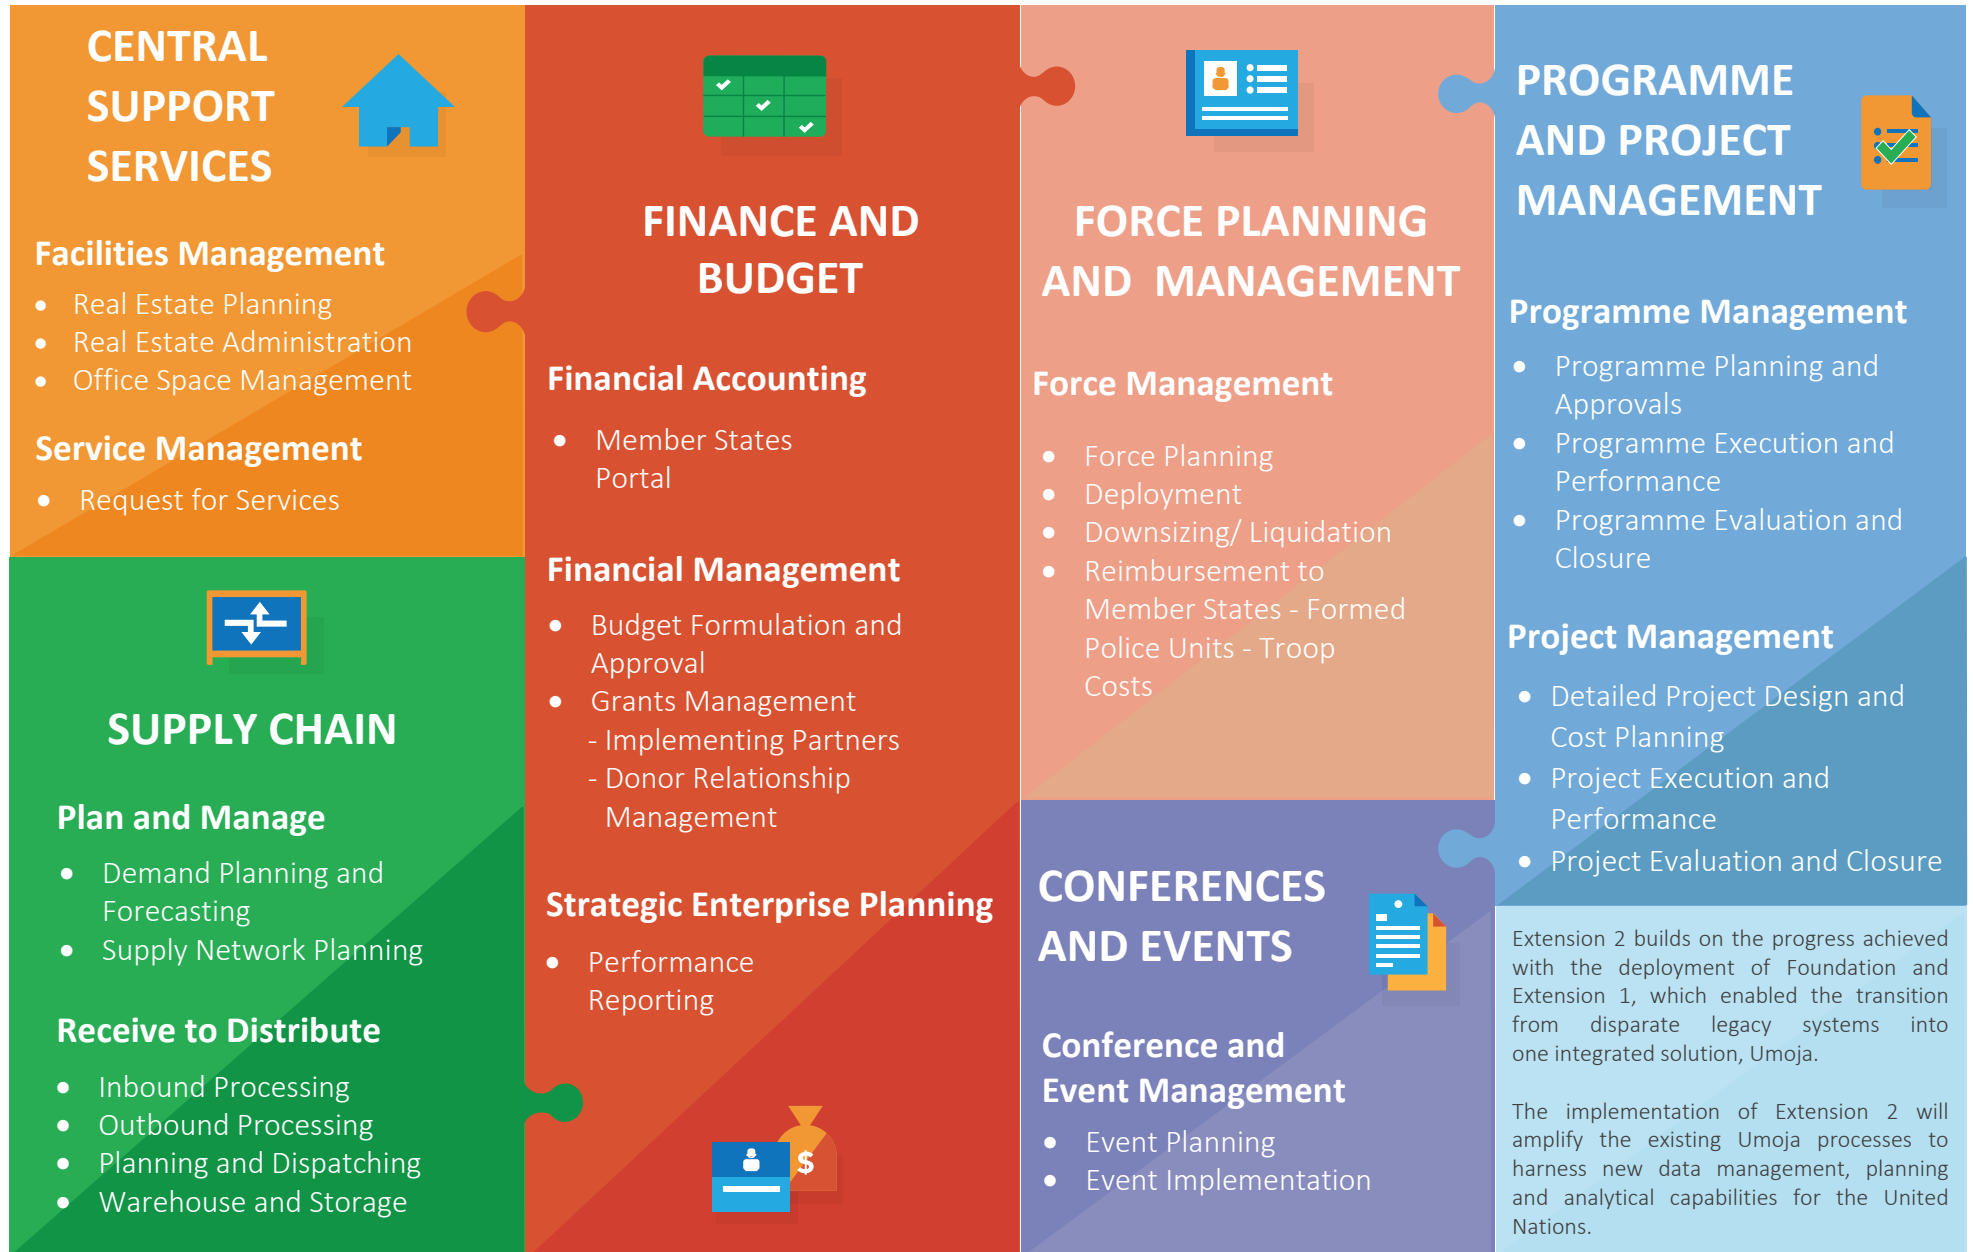 CENTRAL
SUPPORT
SERVICES
Facilities Management
• Real Estate Planning
• Real Estate Administration
• Office Space Management
Service Management
• Request for Services
SUPPLY CHAIN
Plan and Manage
• Demand Planning and
Forecasting
• Supply Network Planning
Receive to Distribute
• Inbound Processing
• Outbound Processing
• Planning and Dispatching
• Warehouse and Storage
FINANCE AND
BUDGET
Financial Accounting
• Member States
Portal
Financial Management
• Budget Formulation and
Approval
• Grants Management
- Implementing Partners
- Donor Relationship
Management
Strategic Enterprise Planning
• Performance
Reporting
$
FORCE PLANNING
AND MANAGEMENT
Force Management
• Force Planning
• Deployment
• Downsizing/ Liquidation
• Reimbursement to
Member States - Formed
Police Units - Troop
Costs
CONFERENCES
AND EVENTS
Conference and
Event Management
• Event Planning
• Event Implementation
PROGRAMME
AND PROJECT
MANAGEMENT
Programme Management
• Programme Planning and
Approvals
• Programme Execution and
Performance
• Programme Evaluation and
Closure
Project Management
• Detailed Project Design and
Cost Planning
• Project Execution and
Performance
• Project Evaluation and Closure
Extension 2 builds on the progress achieved
with the deployment of Foundation and
Extension 1, which enabled the transition
from disparate legacy systems into
one integrated solution, Umoja.
The implementation of Extension 2 will
amplify the existing Umoja processes to
harness new data management, planning
and analytical capabilities for the United
Nations.